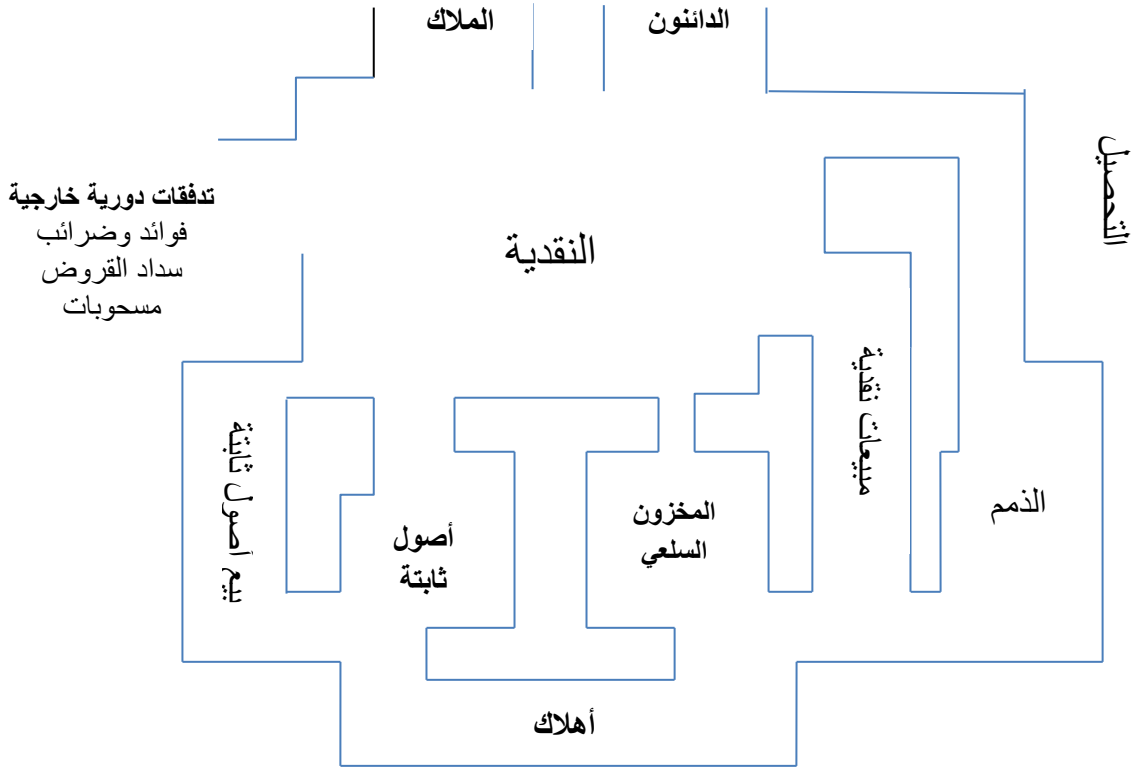 الدائنون
الملاك
التحصيل
تدفقات دورية خارجية
فوائد وضرائب
سداد القروض
مسحوبات
النقدية
مبيعات نقدية
بيع أصول ثابتة
الذمم
المخزون
السلعي
أصول
ثابتة
أهلاك